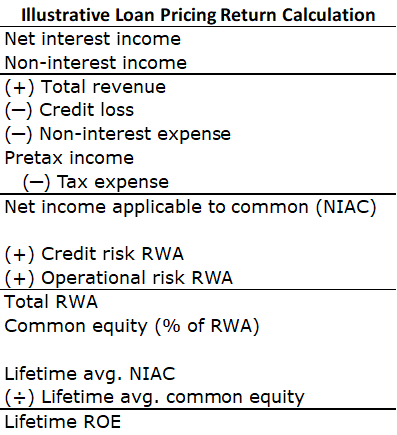 Illustrative Loan Pricing Return Calculation
Net interest income
Non-interest income
(+) Total revenue
(−) Credit loss
(−) Non-interest expense
Pretax income
(−) Tax expense
Net income applicable to common (NIAC)
(+) Credit risk RWA
(+) Operational risk RWA
Total RWA
Common equity (% of RWA)
Lifetime avg. NIAC
(÷) Lifetime avg. common equity
Lifetime ROE